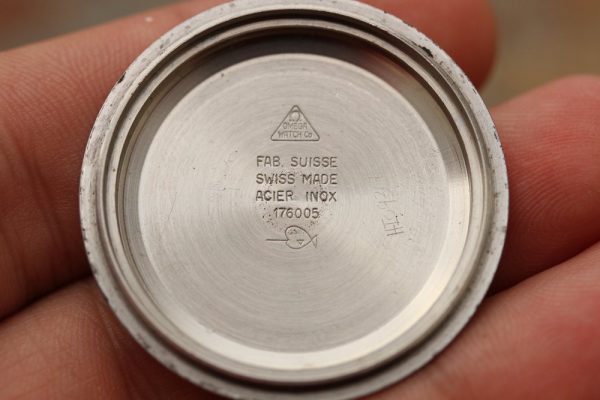 Ω
OMEGA
WATCH Co
FAB. SUISSE
SWISS MADE
ACIER INOX
176005